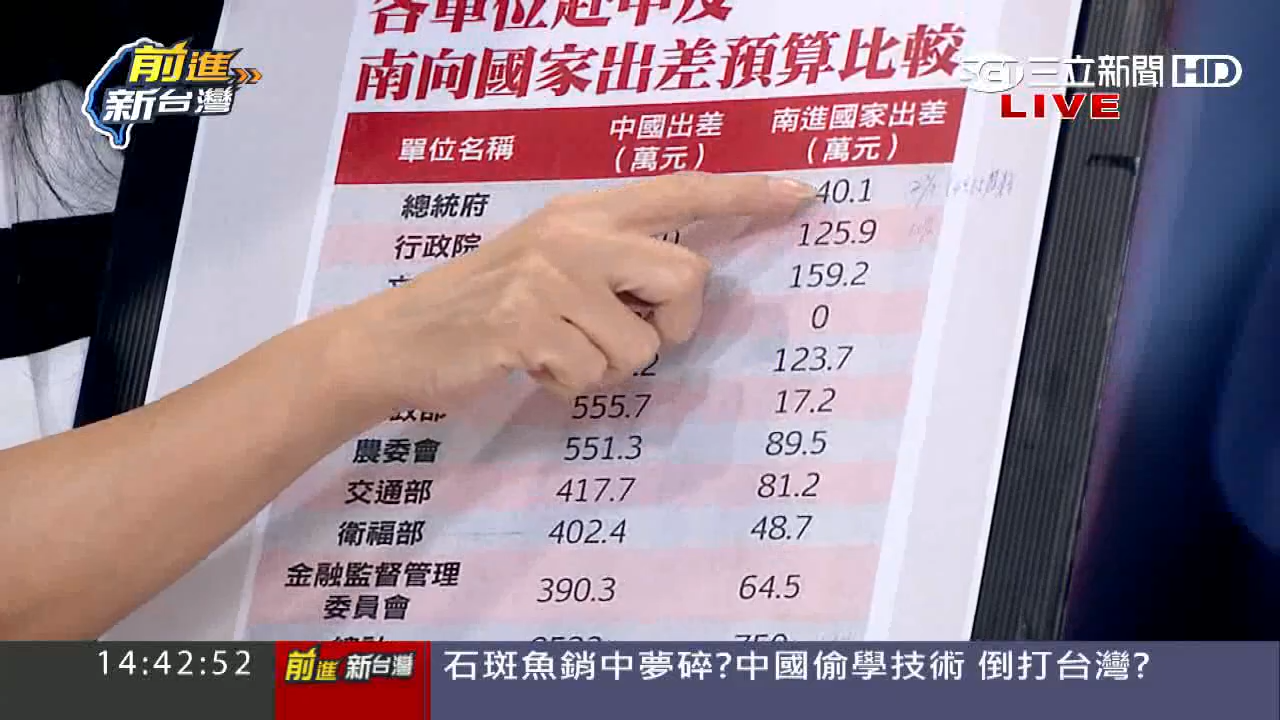 前進
新台灣
三立新聞HD
LIVE
南向國家出差預算比較
單位名稱
中國出差
（萬元）
南進國家出差
（萬元）
總統府 40.1
行政院 125.9
159.2
0
123.7
555.7 17.2
農委會 551.3 89.5
交通部 417.7 81.2
衛福部 402.4 48.7
金融監督管理
委員會 390.3 64.5
14:42:52
前進新台灣
石斑魚銷中夢碎?中國偷學技術 倒打台灣?